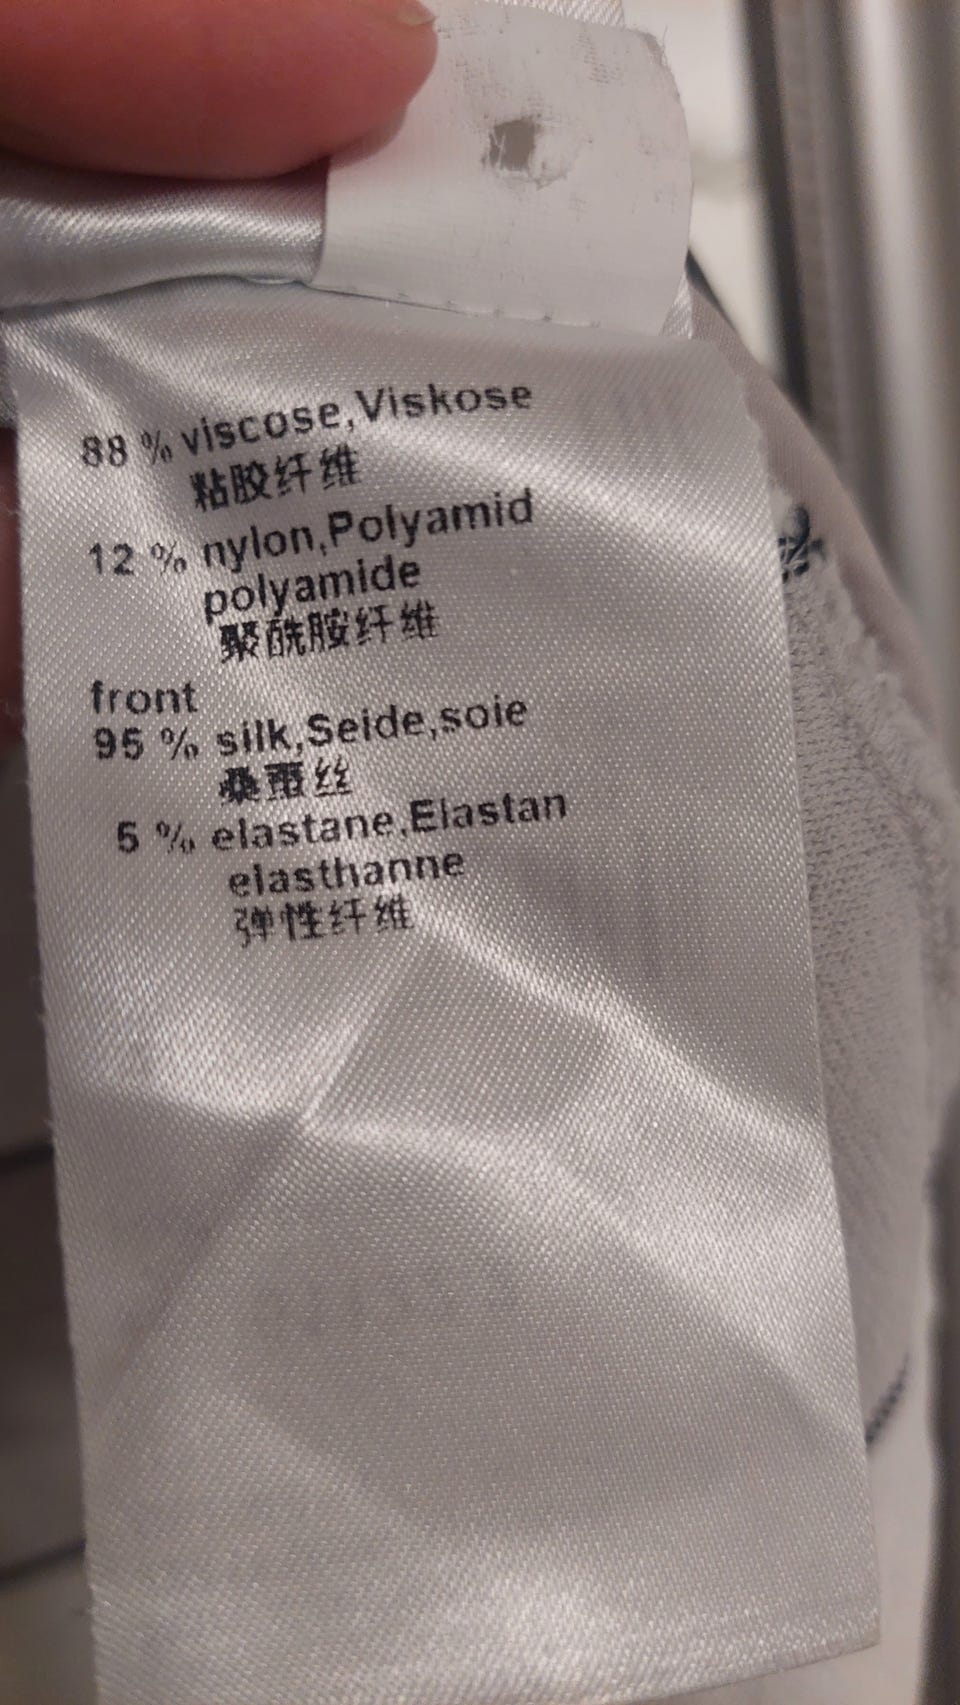 88 % viscose,Viskose
粘胶纤维
12 % nylon,Polyamid
polyamide
聚酰胺纤维
front
95 % silk,Seide,soie
桑蚕丝
5 % elastane,Elastan
elasthanne
弹性纤维